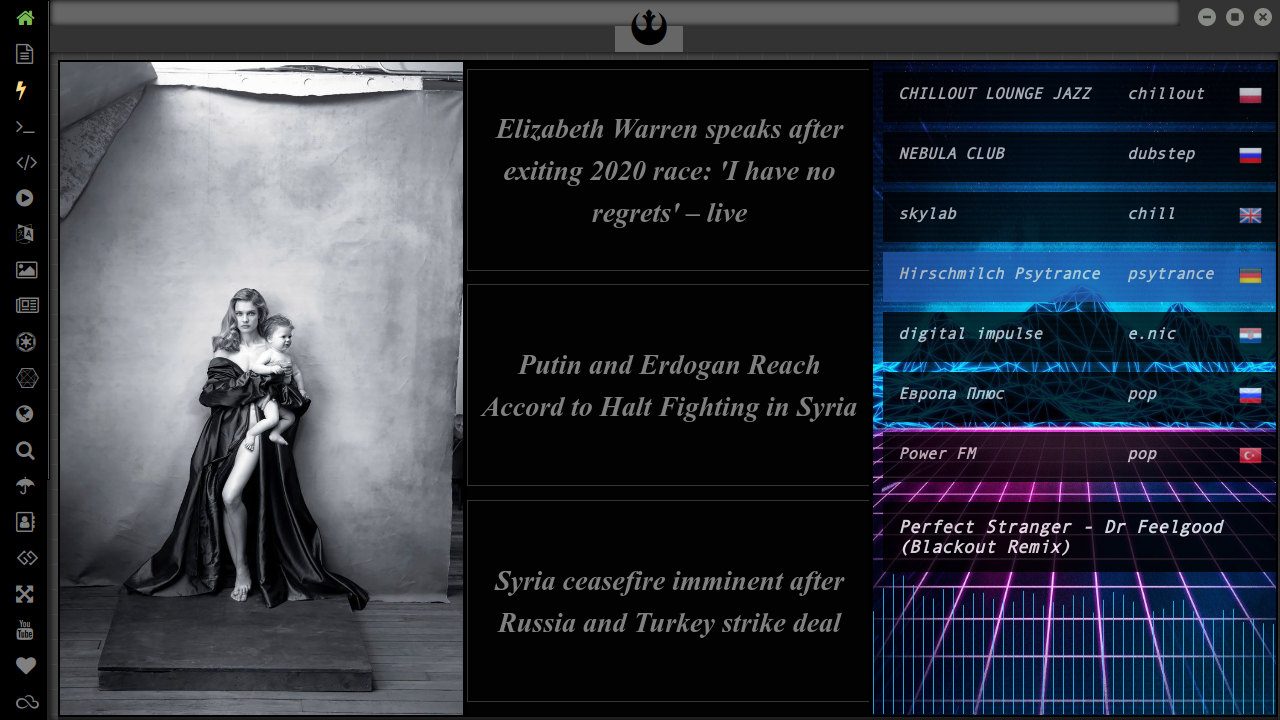 Elizabeth Warren speaks after
exiting 2020 race: 'I have no
regrets' – live
Putin and Erdogan Reach
Accord to Halt Fighting in Syria
Syria ceasefire imminent after
Russia and Turkey strike deal
CHILLOUT LOUNGE JAZZ chillout
NEBULA CLUB dubstep
skylab chill
Hirschmilch Psytrance psytrance
digital impulse e.nic
Европа Плюс pop
Power FM pop
Perfect Stranger - Dr Feelgood
(Blackout Remix)
You
Tube